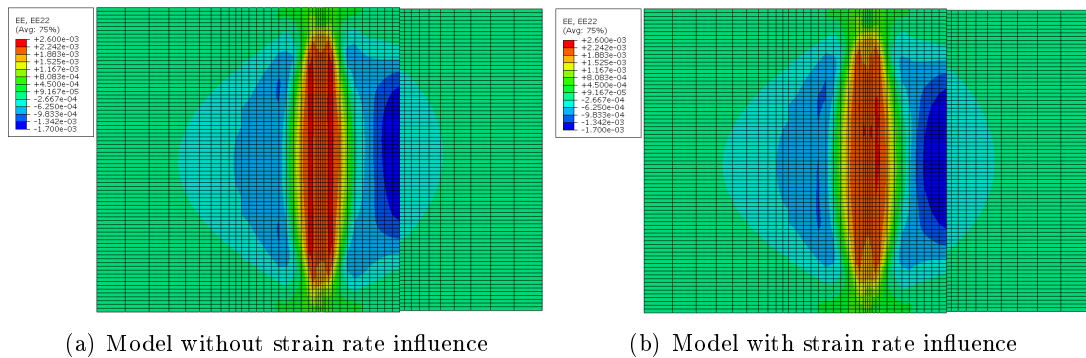 EE, EE22
(Avg: 75%)
+2.600e-03
+2.242e-03
+1.883e-03
+1.525e-03
+1.167e-03
+8.083e-04
+4.500e-04
+9.167e-05
-2.667e-04
-6.250e-04
-9.833e-04
-1.342e-03
-1.700e-03
(a) Model without strain rate influence
EE, EE22
(Avg: 75%)
+2.600e-03
+2.242e-03
+1.883e-03
+1.525e-03
+1.167e-03
+8.083e-04
+4.500e-04
+9.167e-05
-2.667e-04
-6.250e-04
-9.833e-04
-1.342e-03
-1.700e-03
(b) Model with strain rate influence